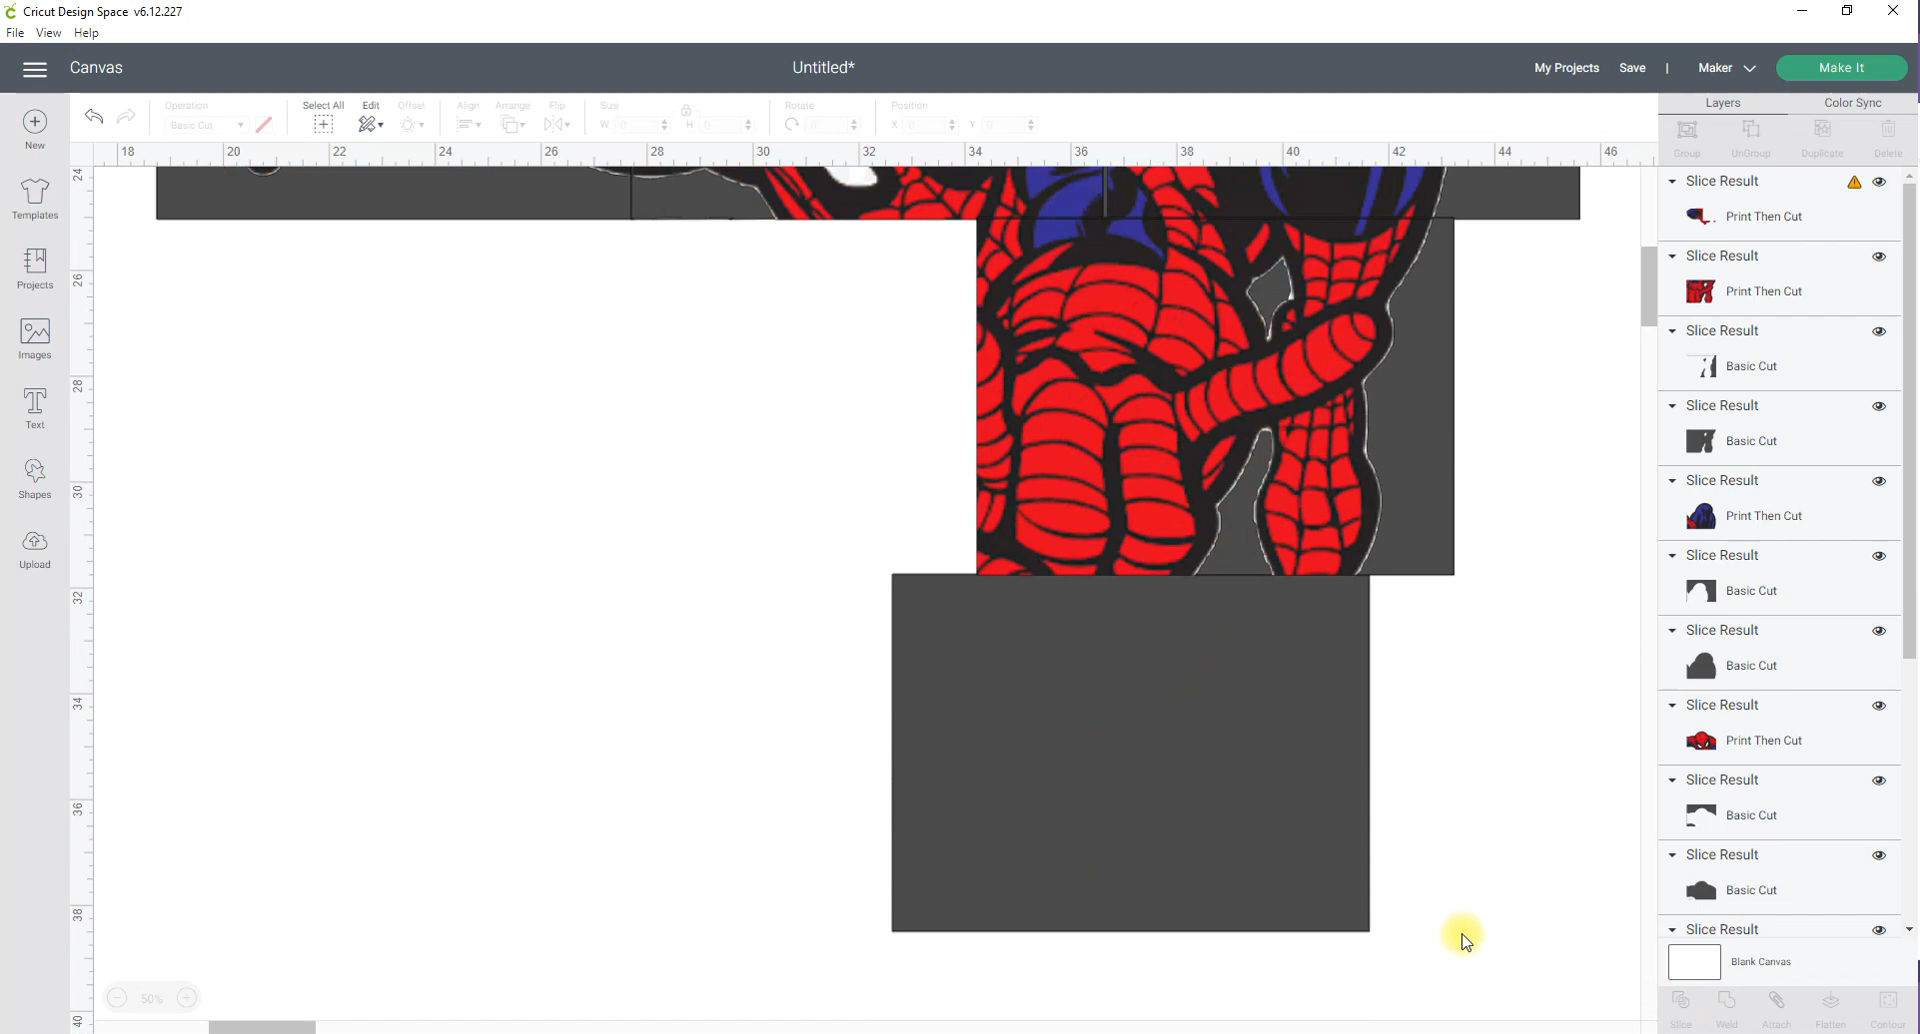 Cricut Design Space v6.12.227
File View Help
Canvas
Untitled*
My Projects Save | Maker Make It
New
Templates
Projects
Images
Text
Shapes
Upload
Operation
Basic Cut
Select All Edit Offset Align Arrange Flip Size W 0 H 0 Rotate 0 Position X 0 Y 0
18 20 22 24 26 28 30 32 34 36 38 40 42 44 46
24
26
28
30
32
34
36
38
40
50%
Layers Color Sync
Group UnGroup Duplicate Delete
Slice Result
Print Then Cut
Slice Result
Print Then Cut
Slice Result
Basic Cut
Slice Result
Basic Cut
Slice Result
Print Then Cut
Slice Result
Basic Cut
Slice Result
Basic Cut
Slice Result
Print Then Cut
Slice Result
Basic Cut
Slice Result
Basic Cut
Slice Result
Blank Canvas
Slice Weld Attach Flatten Contour